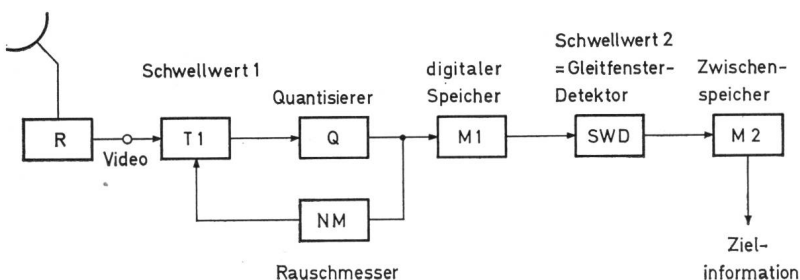 Schwellwert 1
Quantisierer
digitaler
Speicher
Schwellwert 2
= Gleitfenster-
Detektor
Zwischen-
speicher
R
Video
T1
Q
M1
SWD
M2
NM
Rauschmesser
Ziel-
information